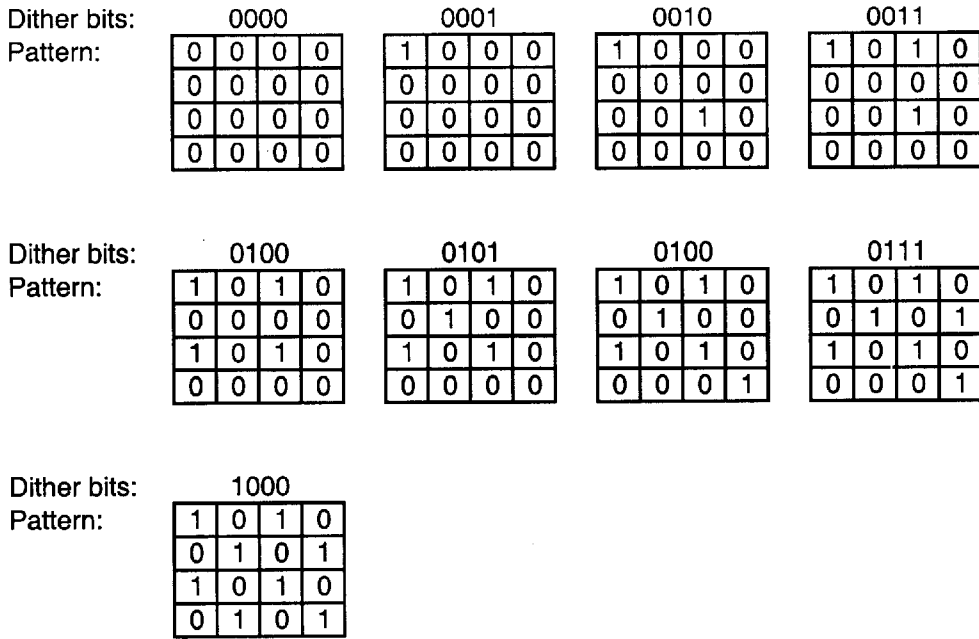 Dither bits: 0000 0001 0010 0011
Pattern:
0 0 0 0 1 0 0 0 1 0 0 0 1 0 1 0
0 0 0 0 0 0 0 0 0 0 0 0 0 0 0 0
0 0 0 0 0 0 0 0 0 0 1 0 0 0 1 0
0 0 0 0 0 0 0 0 0 0 0 0 0 0 0 0
Dither bits: 0100 0101 0100 0111
Pattern:
1 0 1 0 1 0 1 0 1 0 1 0 1 0 1 0
0 0 0 0 0 1 0 0 0 1 0 0 0 1 0 1
1 0 1 0 1 0 1 0 1 0 1 0 1 0 1 0
0 0 0 0 0 0 0 0 0 0 0 1 0 0 0 1
Dither bits: 1000
Pattern:
1 0 1 0
0 1 0 1
1 0 1 0
0 1 0 1